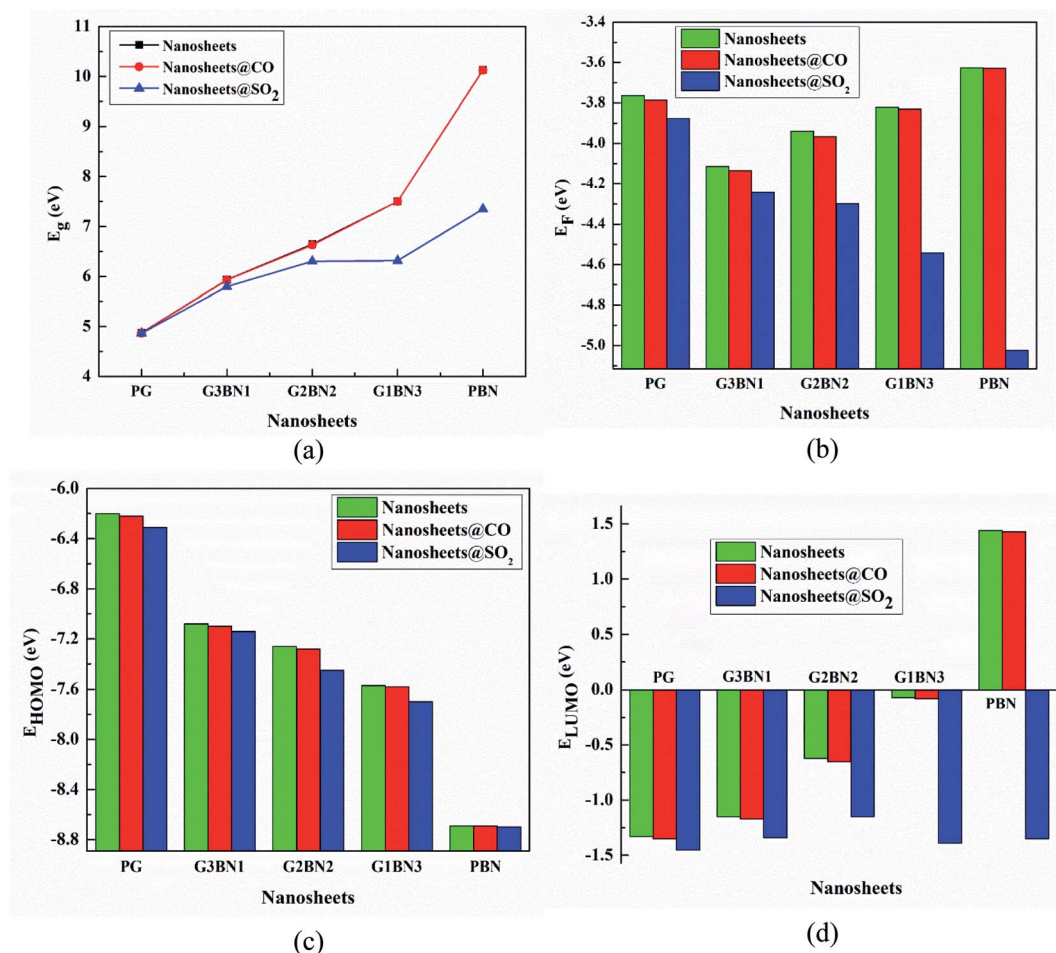 11
10
9
8
7
6
5
4
E_g (eV)
Nanosheets
Nanosheets@CO
Nanosheets@SO₂
PG G3BN1 G2BN2 G1BN3 PBN
Nanosheets
(a)
-3.4
-3.6
-3.8
-4.0
-4.2
-4.4
-4.6
-4.8
-5.0
E_F (eV)
Nanosheets
Nanosheets@CO
Nanosheets@SO₂
PG G3BN1 G2BN2 G1BN3 PBN
Nanosheets
(b)
-6.0
-6.4
-6.8
-7.2
-7.6
-8.0
-8.4
-8.8
E_HOMO (eV)
Nanosheets
Nanosheets@CO
Nanosheets@SO₂
PG G3BN1 G2BN2 G1BN3 PBN
Nanosheets
(c)
1.5
1.0
0.5
0.0
-0.5
-1.0
-1.5
E_LUMO (eV)
Nanosheets
Nanosheets@CO
Nanosheets@SO₂
PG G3BN1 G2BN2 G1BN3
PBN
Nanosheets
(d)